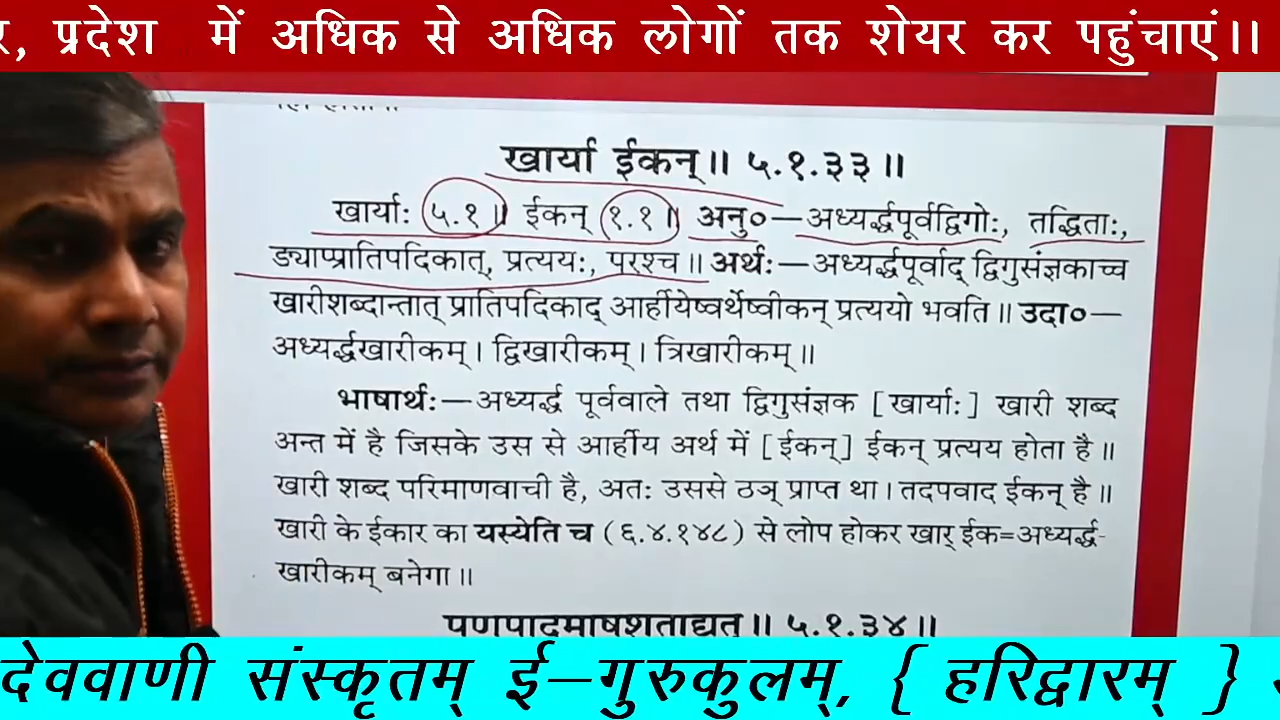 र, प्रदेश में अधिक से अधिक लोगों तक शेयर कर पहुंचाएं।।
खार्या ईकन्॥ ५.१.३३॥
खार्याः ५.१॥ ईकन् १.१॥ अनु०—अध्यर्द्धपूर्वद्विगोः, तद्धिताः,
ङ्याप्प्रातिपदिकात्, प्रत्ययः, परश्च॥ अर्थः—अध्यर्द्धपूर्वाद् द्विगुसंज्ञकाच्च
खारीशब्दान्तात् प्रातिपदिकाद् आर्हीयेष्वर्थेष्वीकन् प्रत्ययो भवति॥ उदा०—
अध्यर्द्धखारीकम्। द्विखारीकम्। त्रिखारीकम्॥
भाषार्थः—अध्यर्द्ध पूर्ववाले तथा द्विगुसंज्ञक [खार्याः] खारी शब्द
अन्त में है जिसके उस से आर्हीय अर्थ में [ईकन्] ईकन् प्रत्यय होता है॥
खारी शब्द परिमाणवाची है, अतः उससे ठञ् प्राप्त था। तदपवाद ईकन् है॥
खारी के ईकार का यस्येति च (६.४.१४८) से लोप होकर खार् ईक=अध्यर्द्ध-
खारीकम् बनेगा॥
पणपादमाषशताद्यत्॥ ५.१.३४॥
देववाणी संस्कृतम् ई-गुरुकुलम्, { हरिद्वारम् }